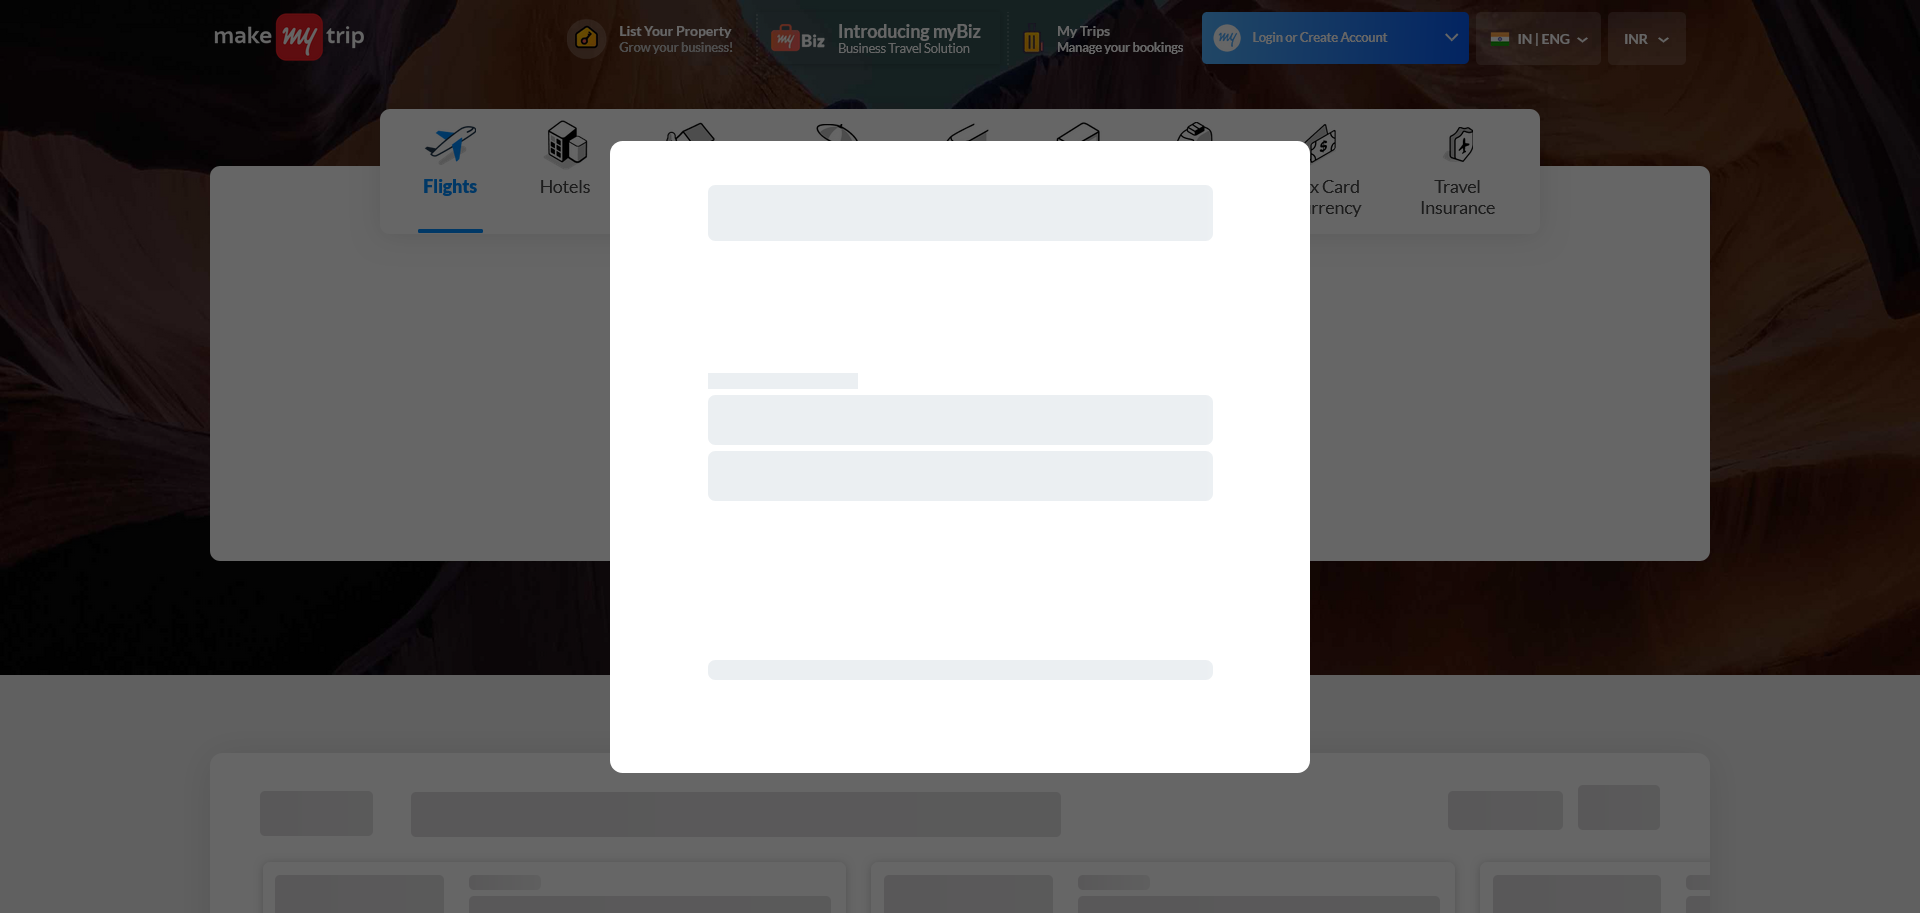 make my trip
List Your Property
Grow your business!
my Biz
Introducing myBiz
Business Travel Solution
My Trips
Manage your bookings
my
Login or Create Account
IN | ENG
INR
Flights
Hotels
x Card
rrency
Travel
Insurance